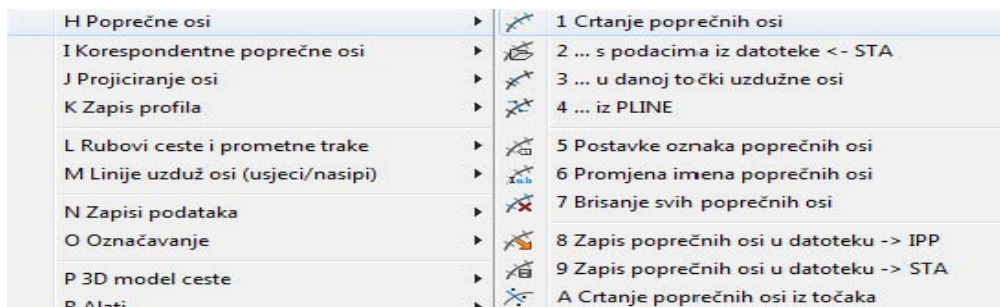 H Poprečne osi
I Korespondentne poprečne osi
J Projiciranje osi
K Zapis profila
L Rubovi ceste i prometne trake
M Linije uzduž osi (usjeci/nasipi)
N Zapisi podataka
O Označavanje
P 3D model ceste
1 Crtanje poprečnih osi
2 ... s podacima iz datoteke <- STA
3 ... u danoj točki uzdužne osi
4 ... iz PLINE
5 Postavke oznaka poprečnih osi
6 Promjena imena poprečnih osi
7 Brisanje svih poprečnih osi
8 Zapis poprečnih osi u datoteku -> IPP
9 Zapis poprečnih osi u datoteku -> STA
A Crtanje poprečnih osi iz točaka